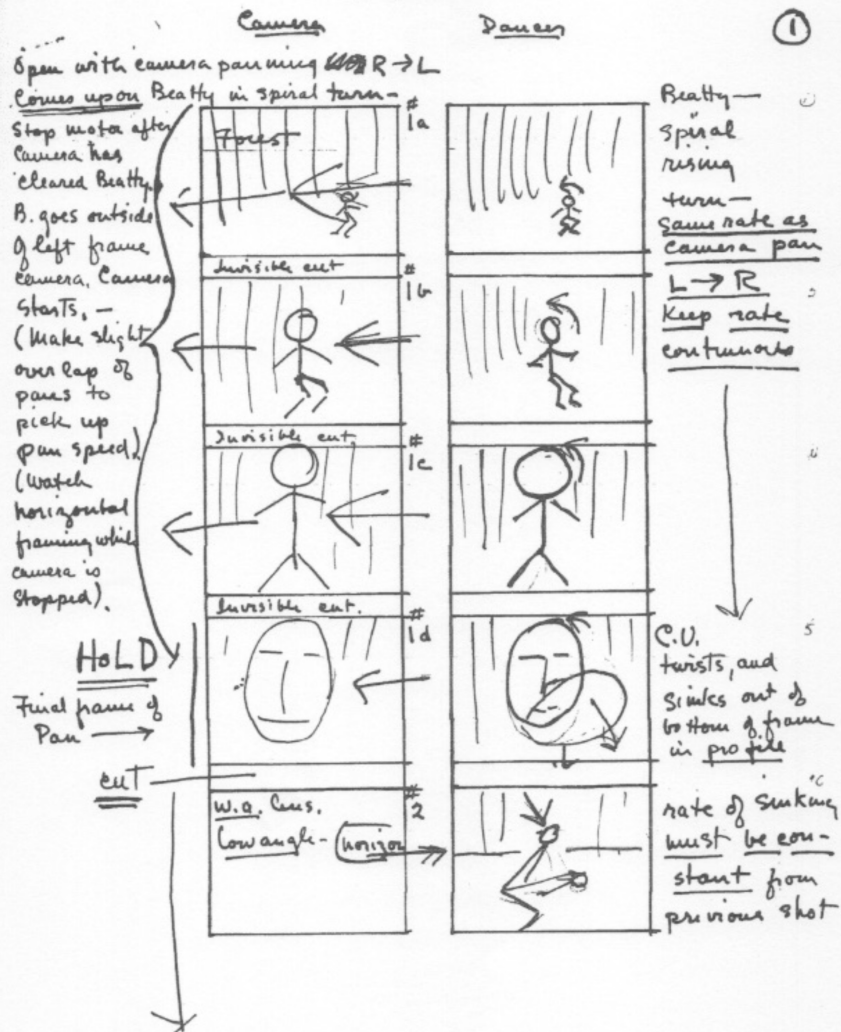 Camera
Dancer
1
Open with camera panning R → L
Comes upon Beatty in spiral turn—
Stop motor after
Camera has
cleared Beatty.
B. goes outside
of left frame
camera. Camera
starts. —
(Make slight
over lap of
pans to
pick up
pan speed)
(Watch
horizontal
framing while
camera is
stopped).
HOLD
Final frame of
Pan →
cut
#
1a
Forest
Invisible cut
#
1b
Invisible cut.
#
1c
Invisible cut.
#
1d
#
2
W.a. lens.
Low angle - horizon
Beatty—
spiral
rising
turn—
same rate as
camera pan
L → R
Keep rate
continuous
C.U.
twists, and
sinks out of
bottom of frame
in profile
rate of sinking
must be con-
stant from
previous shot